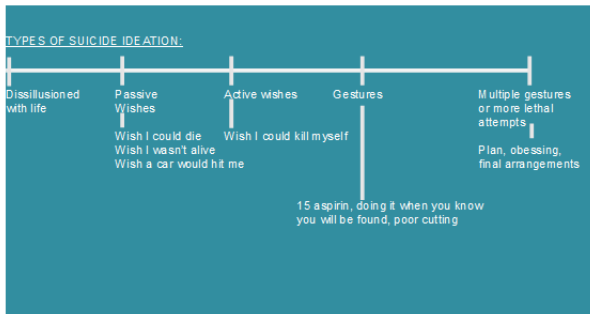 TYPES OF SUICIDE IDEATION:
Dissillusioned
with life
Passive
Wishes
Active wishes
Gestures
Multiple gestures
or more lethal
attempts
Wish I could die
Wish I wasn't alive
Wish a car would hit me
Wish I could kill myself
Plan, obessing,
final arrangements
15 aspirin, doing it when you know
you will be found, poor cutting